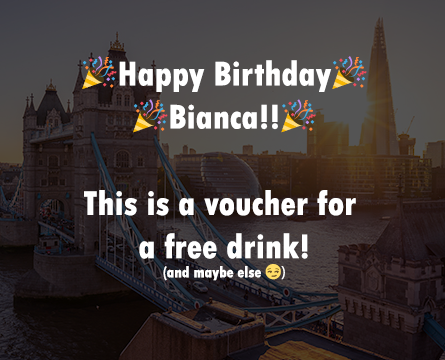 🎉Happy Birthday🎉
🎉Bianca!!🎉
This is a voucher for
a free drink!
(and maybe else 😏)